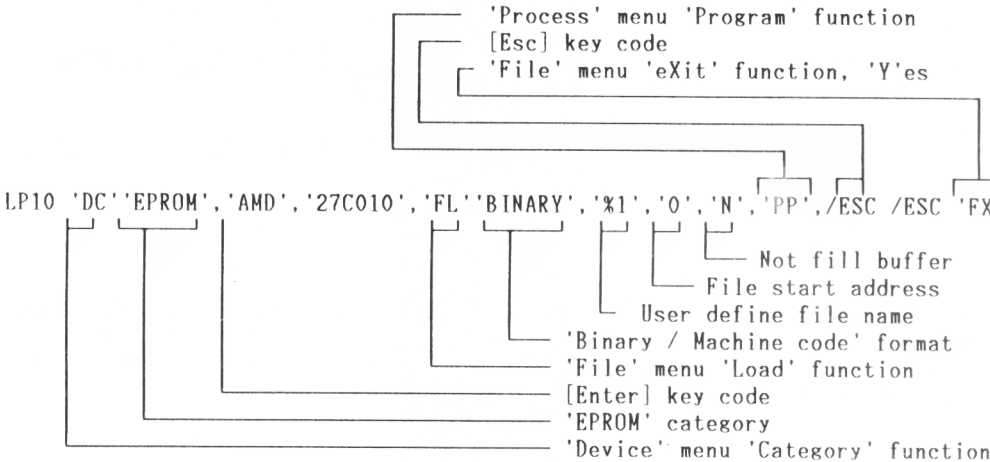 'Process' menu 'Program' function
[Esc] key code
'File' menu 'eXit' function, 'Y'es
LP10 'DC''EPROM','AMD','27C010','FL''BINARY','%1','0','N','PP',/ESC /ESC 'FX
Not fill buffer
File start address
User define file name
'Binary / Machine code' format
'File' menu 'Load' function
[Enter] key code
'EPROM' category
'Device' menu 'Category' function